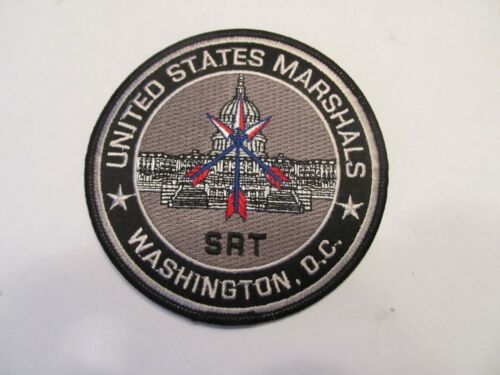 UNITED STATES MARSHALS
SRT
WASHINGTON, D.C.